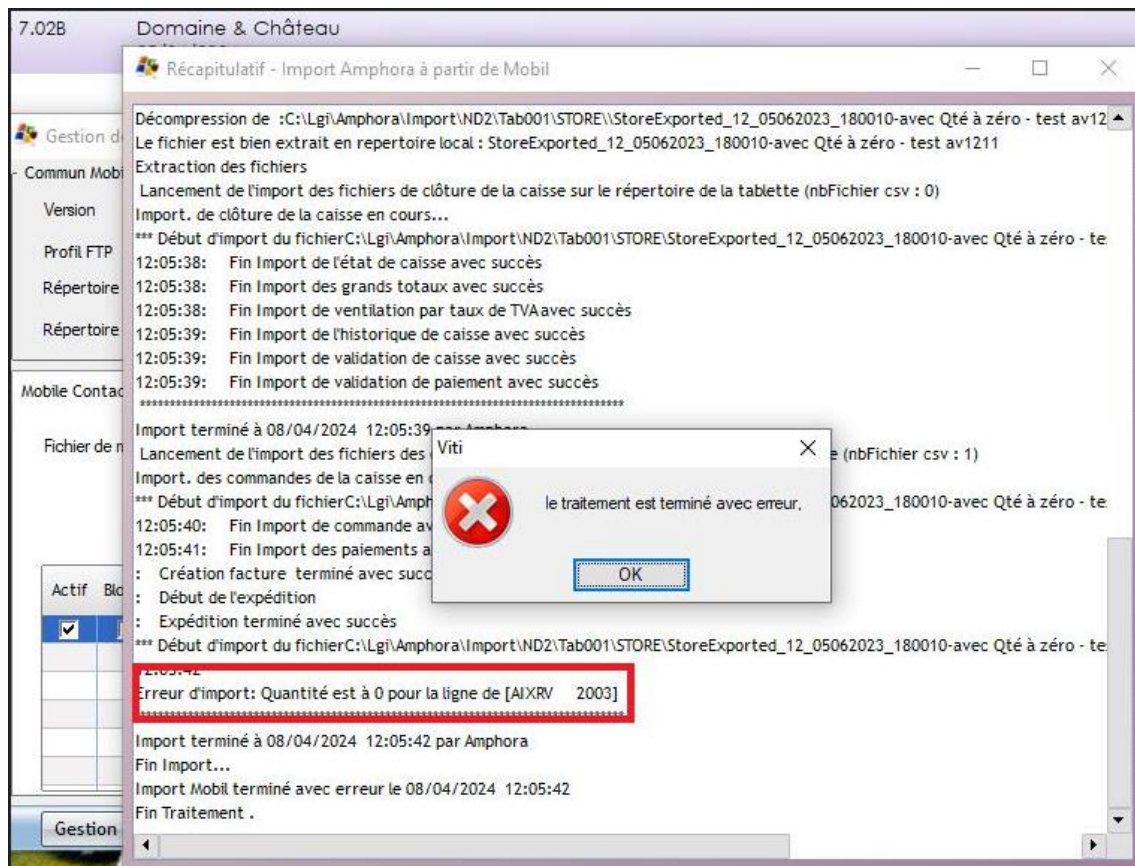 7.02B
Domaine & Château
Récapitulatif - Import Amphora à partir de Mobil
Gestion d
Commun Mobi
Version
Profil FTP
Répertoire
Répertoire
Mobile Contac
Fichier de n
Actif Blo
Gestion
Décompression de :C:\Lgi\Amphora\Import\ND2\Tab001\STORE\\StoreExported_12_05062023_180010-avec Qté à zéro - test av12
Le fichier est bien extrait en repertoire local : StoreExported_12_05062023_180010-avec Qté à zéro - test av1211
Extraction des fichiers
Lancement de l'import des fichiers de clôture de la caisse sur le répertoire de la tablette (nbFichier csv : 0)
Import. de clôture de la caisse en cours...
*** Début d'import du fichierC:\Lgi\Amphora\Import\ND2\Tab001\STORE\StoreExported_12_05062023_180010-avec Qté à zéro - te
12:05:38: Fin Import de l'état de caisse avec succès
12:05:38: Fin Import des grands totaux avec succès
12:05:38: Fin Import de ventilation par taux de TVA avec succès
12:05:39: Fin Import de l'historique de caisse avec succès
12:05:39: Fin Import de validation de caisse avec succès
12:05:39: Fin Import de validation de paiement avec succès
Import terminé à 08/04/2024 12:05:39 par Amphora
Lancement de l'import des fichiers des e (nbFichier csv : 1)
Import. des commandes de la caisse en
*** Début d'import du fichierC:\Lgi\Amph 062023_180010-avec Qté à zéro - te
12:05:40: Fin Import de commande av
12:05:41: Fin Import des paiements a
: Création facture terminé avec succ
: Début de l'expédition
: Expédition terminé avec succès
*** Début d'import du fichierC:\Lgi\Amphora\Import\ND2\Tab001\STORE\StoreExported_12_05062023_180010-avec Qté à zéro - te
12:05:42
Erreur d'import: Quantité est à 0 pour la ligne de [AIXRV 2003]
Import terminé à 08/04/2024 12:05:42 par Amphora
Fin Import...
Import Mobil terminé avec erreur le 08/04/2024 12:05:42
Fin Traitement .
Viti
le traitement est terminé avec erreur,
OK